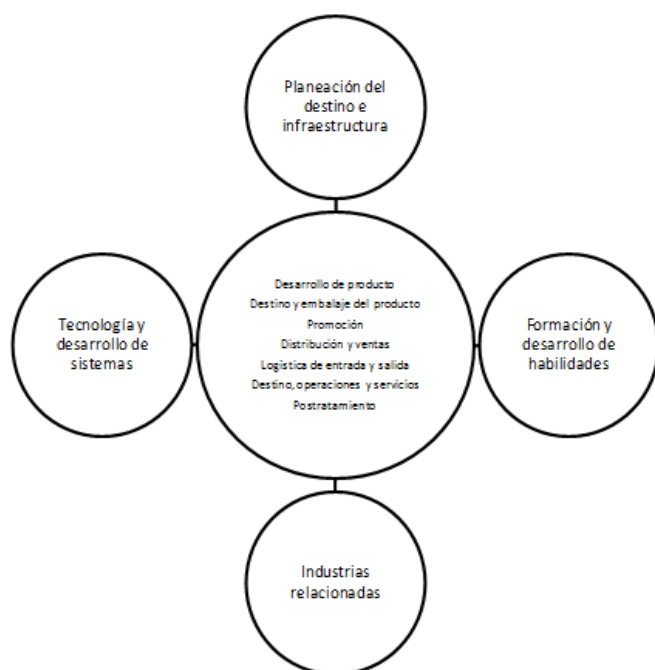 Planeación del
destino e
infraestructura
Tecnología y
desarrollo de
sistemas
Desarrollo de producto
Destino y embalaje del producto
Promoción
Distribución y ventas
Logística de entrada y salida
Destino, operaciones y servicios
Postratamiento
Formación y
desarrollo de
habilidades
Industrias
relacionadas